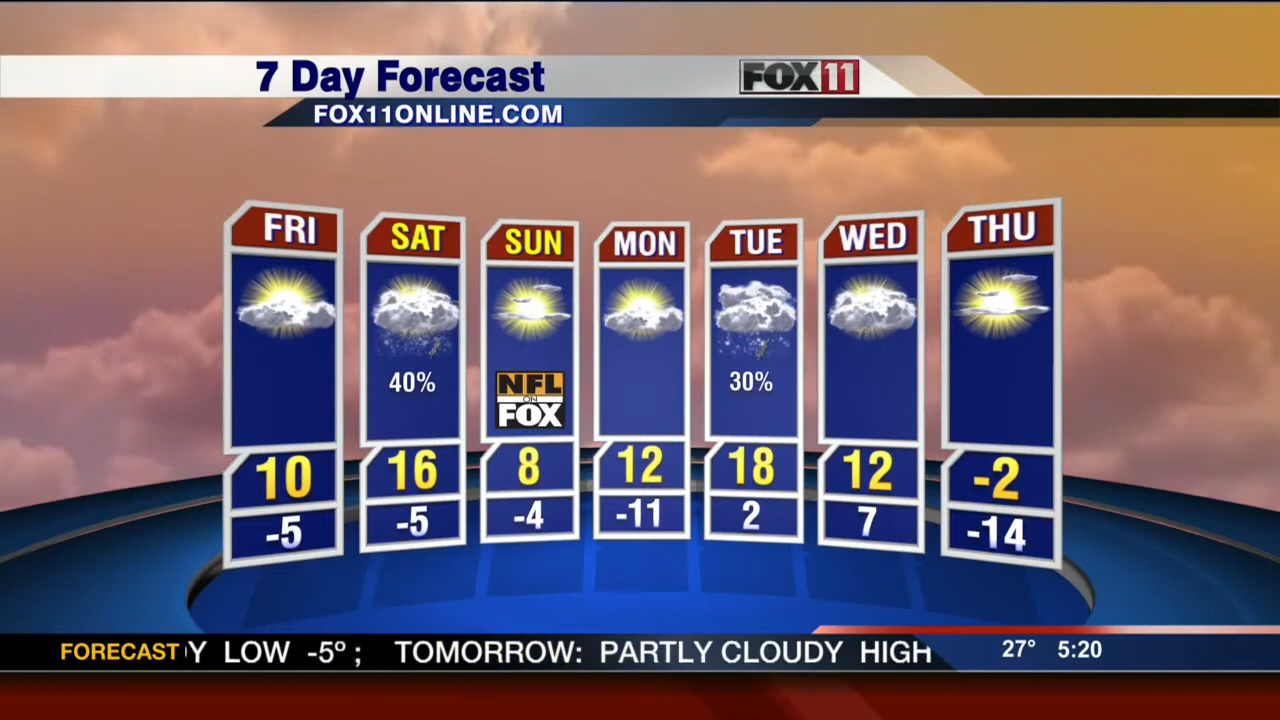 7 Day Forecast
FOX 11
FOX11ONLINE.COM
FRI SAT SUN MON TUE WED THU
40% 30%
NFL
ON
FOX
10 16 8 12 18 12 -2
-5 -5 -4 -11 2 7 -14
FORECAST Y LOW -5° ; TOMORROW: PARTLY CLOUDY HIGH 27° 5:20